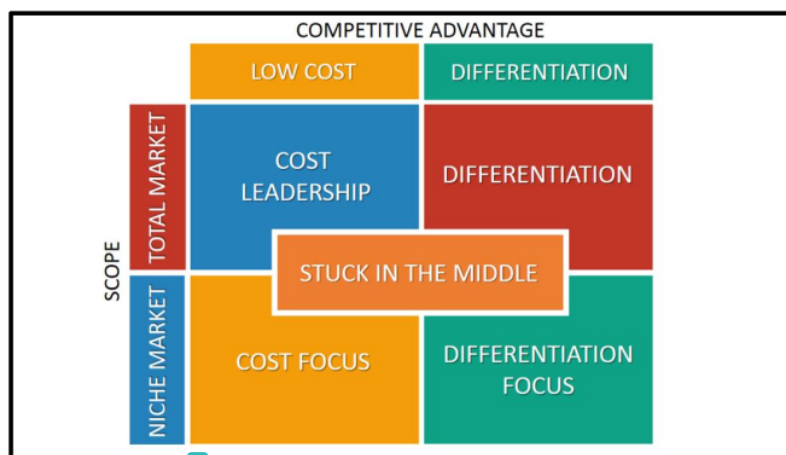 COMPETITIVE ADVANTAGE
LOW COST
DIFFERENTIATION
SCOPE
TOTAL MARKET
COST
LEADERSHIP
DIFFERENTIATION
STUCK IN THE MIDDLE
NICHE MARKET
COST FOCUS
DIFFERENTIATION
FOCUS